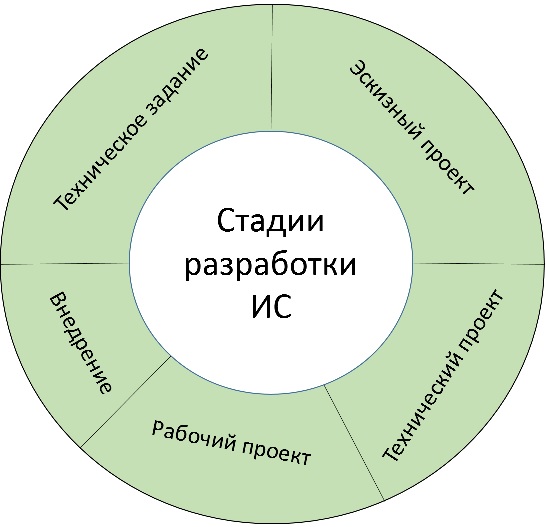 Стадии
разработки
ИС
Техническое задание
Эскизный проект
Технический проект
Рабочий проект
Внедрение